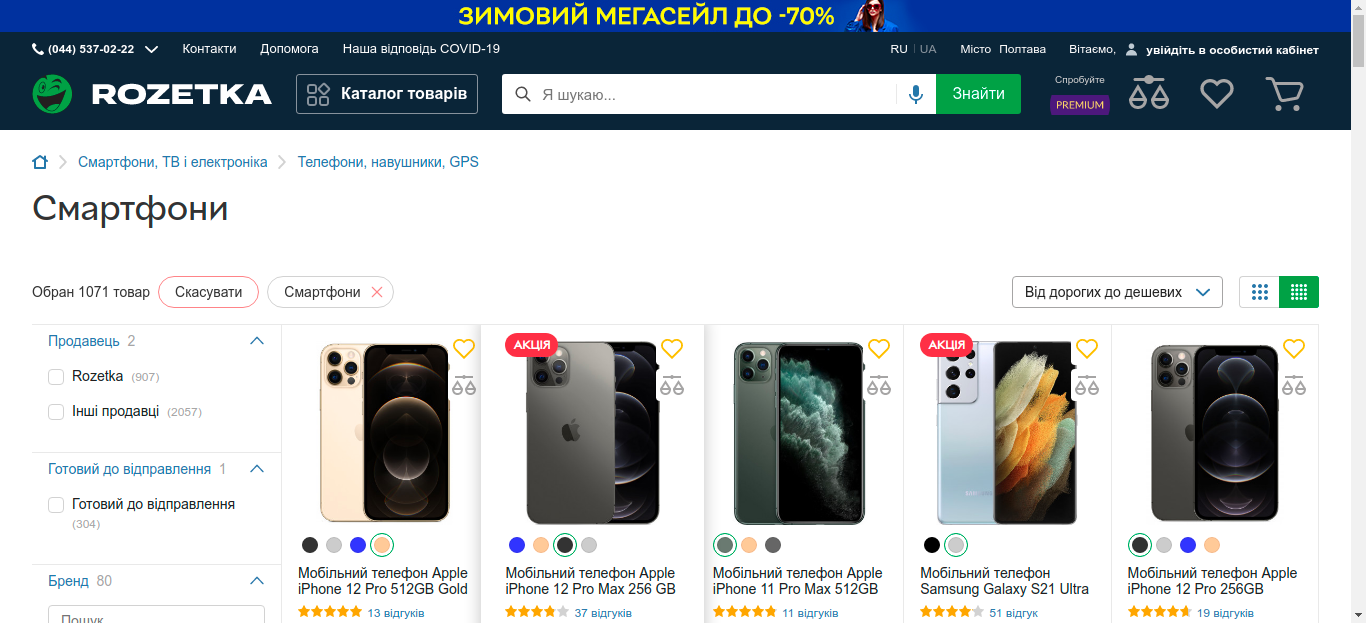 ЗИМОВИЙ МЕГАСЕЙЛ ДО -70%
(044) 537-02-22 Контакти Допомога Наша відповідь COVID-19 RU UA Місто Полтава Вітаємо, увійдіть в особистий кабінет
ROZETKA Каталог товарів Я шукаю... Знайти Спробуйте
PREMIUM
Смартфони, ТВ і електроніка Телефони, навушники, GPS
Смартфони
Обран 1071 товар Скасувати Смартфони Від дорогих до дешевих
Продавець 2
Rozetka (907)
Інші продавці (2057)
Готовий до відправлення 1
Готовий до відправлення
(304)
Бренд 80
Пошук
Мобільний телефон Apple
iPhone 12 Pro 512GB Gold
13 відгуків
АКЦІЯ
Мобільний телефон Apple
iPhone 12 Pro Max 256 GB
37 відгуків
Мобільний телефон Apple
iPhone 11 Pro Max 512GB
11 відгуків
АКЦІЯ
Мобільний телефон
Samsung Galaxy S21 Ultra
51 відгук
Мобільний телефон Apple
iPhone 12 Pro 256GB
19 відгуків